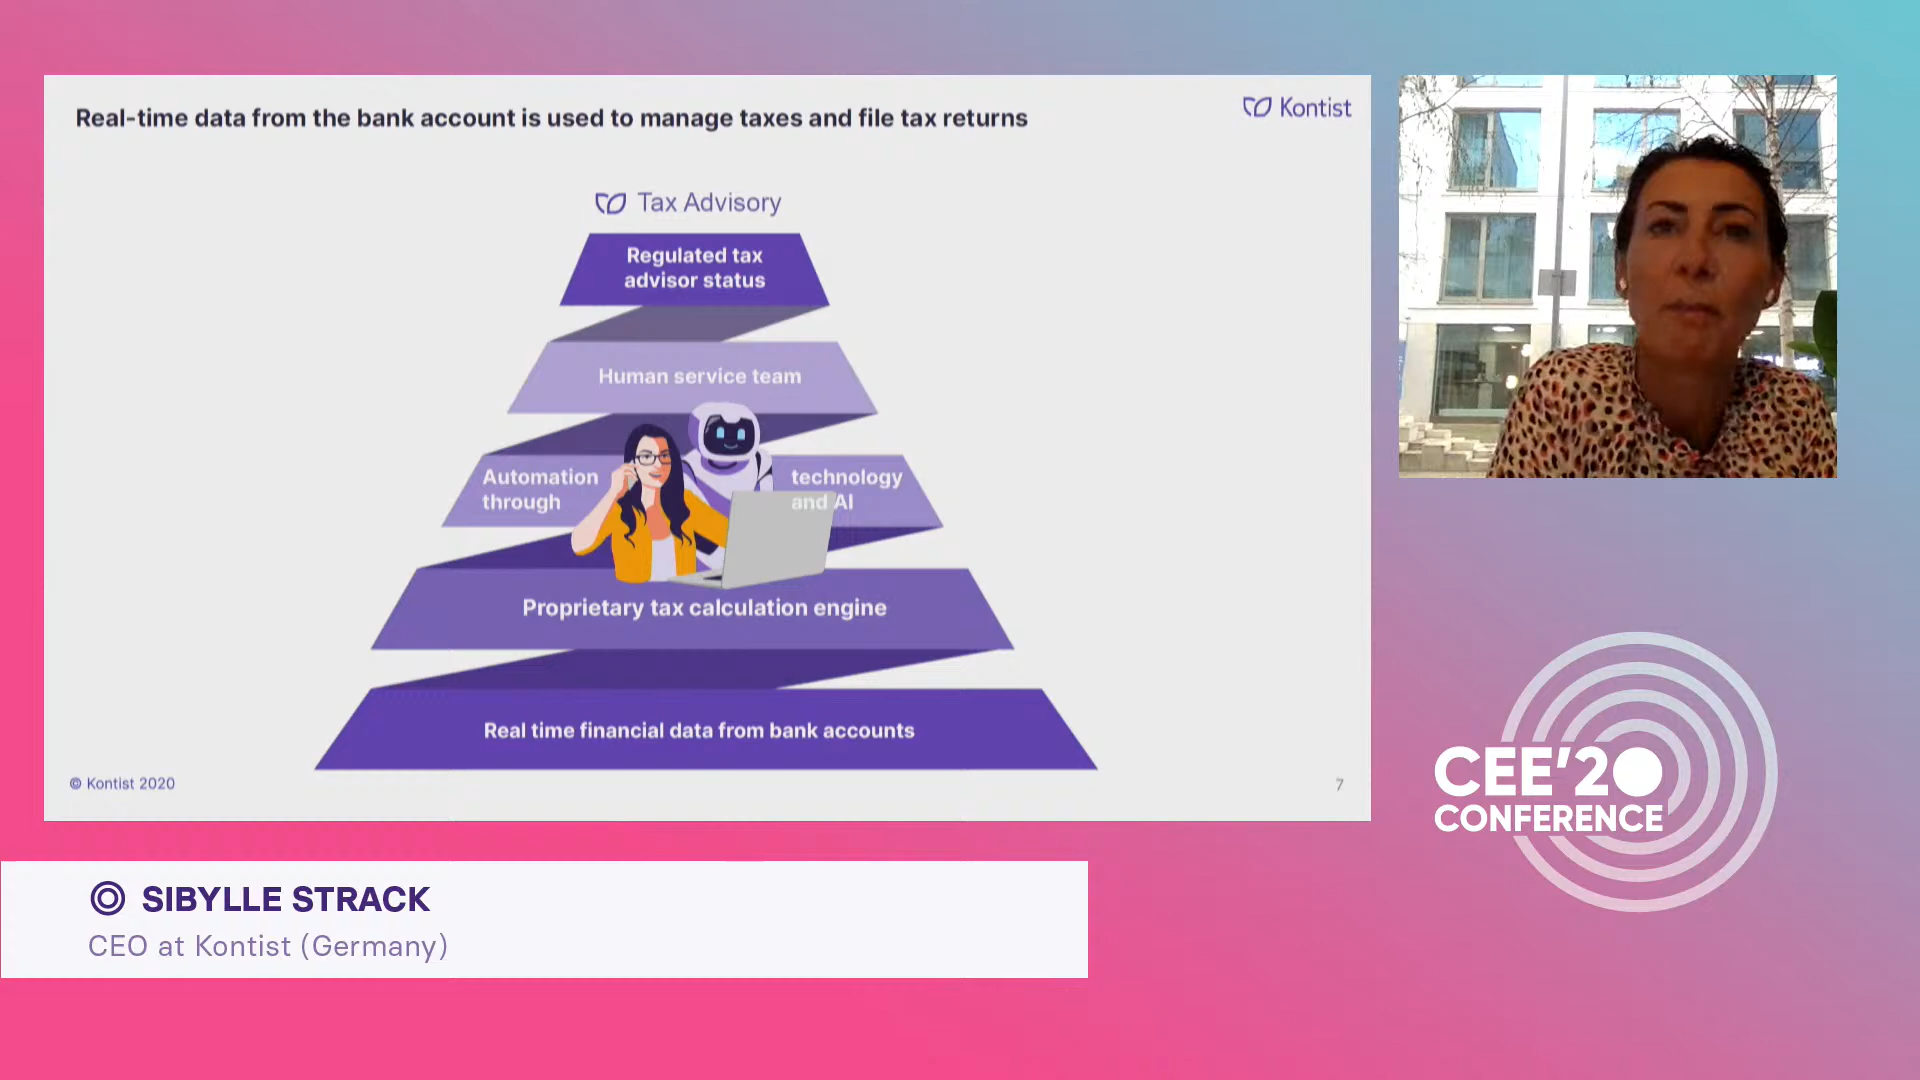 Real-time data from the bank account is used to manage taxes and file tax returns
Kontist
Tax Advisory
Regulated tax
advisor status
Human service team
Automation
through
technology
and AI
Proprietary tax calculation engine
Real time financial data from bank accounts
© Kontist 2020
7
CEE'20
CONFERENCE
SIBYLLE STRACK
CEO at Kontist (Germany)